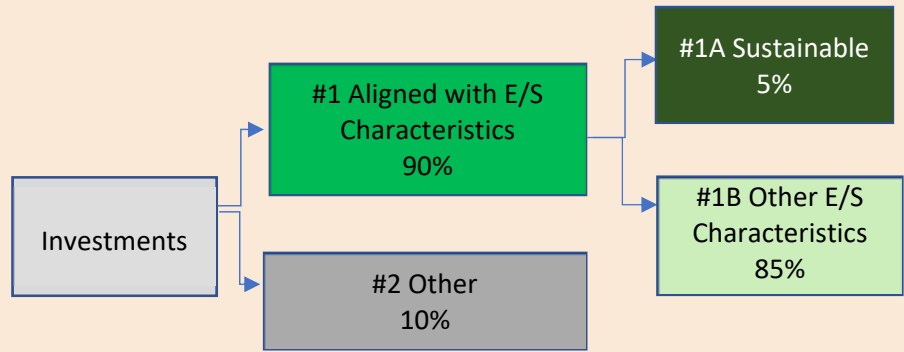 Investments
#1 Aligned with E/S
Characteristics
90%
#2 Other
10%
#1A Sustainable
5%
#1B Other E/S
Characteristics
85%